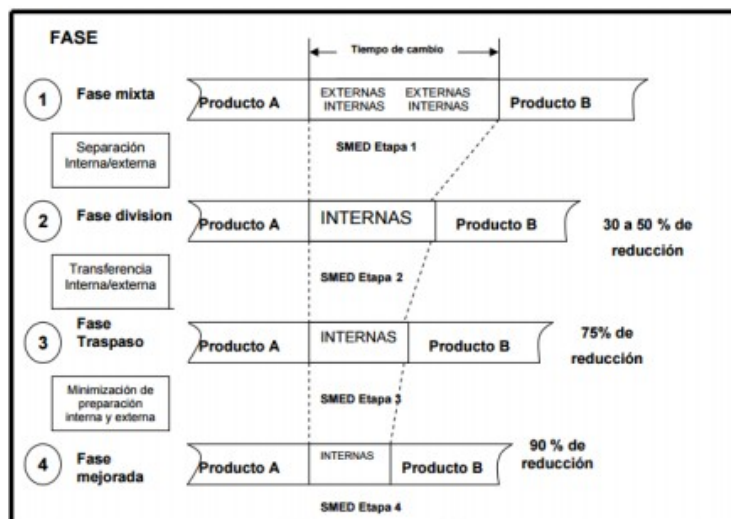 FASE
Tiempo de cambio
1
Fase mixta
Producto A
EXTERNAS EXTERNAS
INTERNAS INTERNAS
Producto B
Separación
Interna/externa
SMED Etapa 1
2
Fase division
Producto A
INTERNAS
Producto B
30 a 50 % de
reducción
Transferencia
Interna/externa
SMED Etapa 2
3
Fase
Traspaso
Producto A
INTERNAS
Producto B
75% de
reducción
Minimización de
preparación
interna y externa
SMED Etapa 3
4
Fase
mejorada
Producto A
INTERNAS
Producto B
90 % de
reducción
SMED Etapa 4